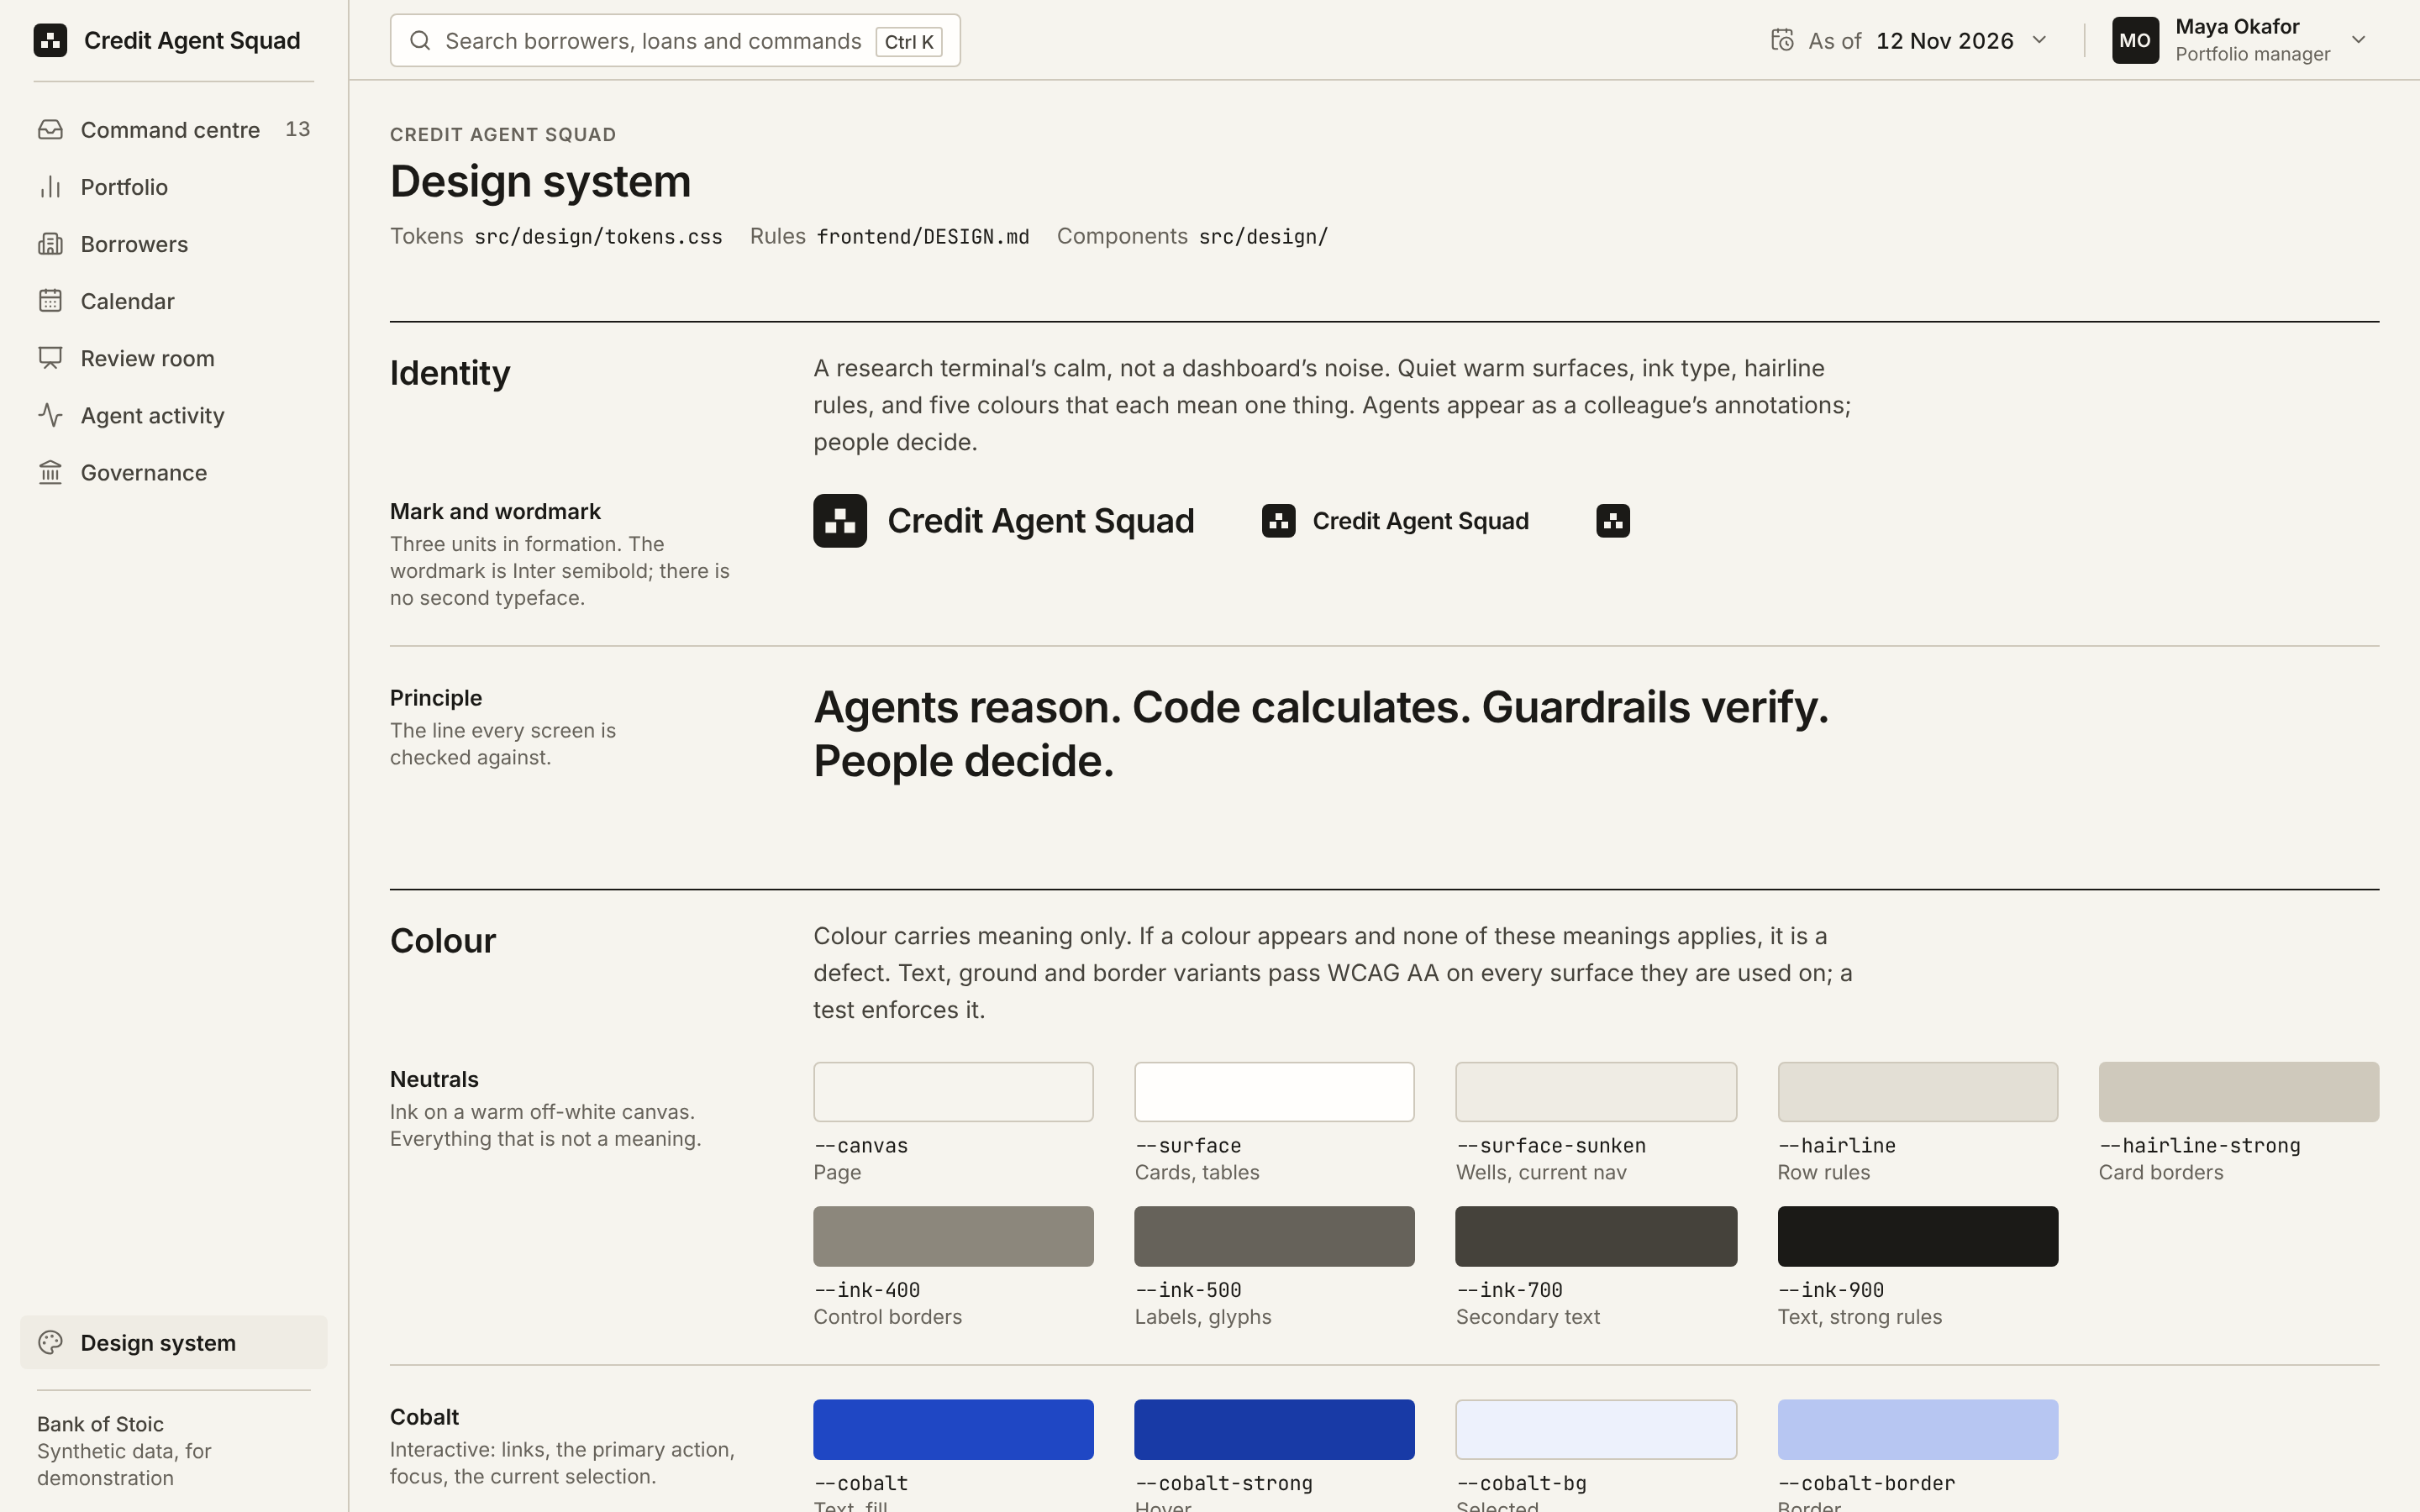 Credit Agent Squad
Search borrowers, loans and commands Ctrl K
As of 12 Nov 2026
MO
Maya Okafor
Portfolio manager
Command centre 13
Portfolio
Borrowers
Calendar
Review room
Agent activity
Governance
Design system
Bank of Stoic
Synthetic data, for
demonstration
CREDIT AGENT SQUAD
Design system
Tokens src/design/tokens.css Rules frontend/DESIGN.md Components src/design/
Identity
A research terminal’s calm, not a dashboard’s noise. Quiet warm surfaces, ink type, hairline
rules, and five colours that each mean one thing. Agents appear as a colleague’s annotations;
people decide.
Mark and wordmark
Three units in formation. The
wordmark is Inter semibold; there is
no second typeface.
Credit Agent Squad
Credit Agent Squad
Principle
The line every screen is
checked against.
Agents reason. Code calculates. Guardrails verify.
People decide.
Colour
Colour carries meaning only. If a colour appears and none of these meanings applies, it is a
defect. Text, ground and border variants pass WCAG AA on every surface they are used on; a
test enforces it.
Neutrals
Ink on a warm off-white canvas.
Everything that is not a meaning.
--canvas
Page
--surface
Cards, tables
--surface-sunken
Wells, current nav
--hairline
Row rules
--hairline-strong
Card borders
--ink-400
Control borders
--ink-500
Labels, glyphs
--ink-700
Secondary text
--ink-900
Text, strong rules
Cobalt
Interactive: links, the primary action,
focus, the current selection.
--cobalt
Text, fill
--cobalt-strong
Hover
--cobalt-bg
Selected
--cobalt-border
Border